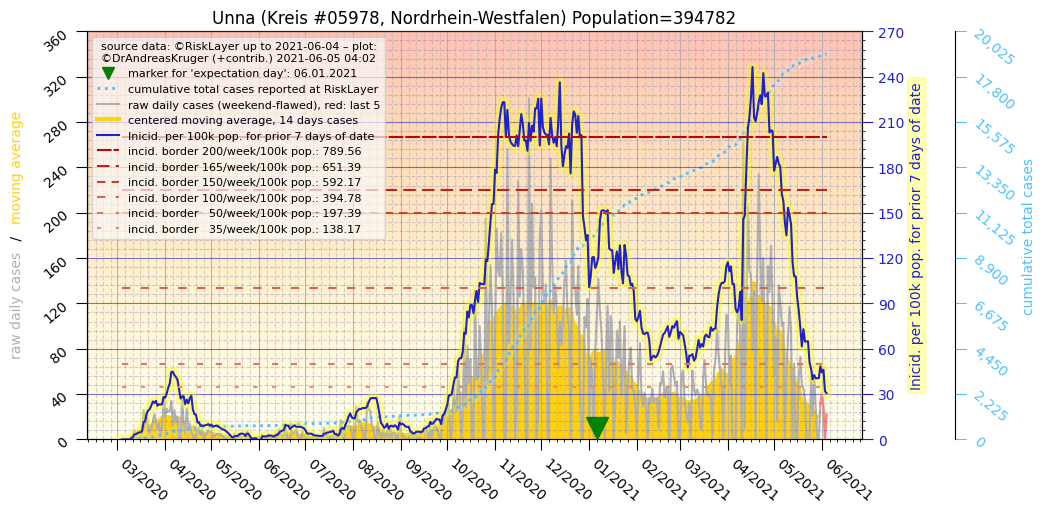 Unna (Kreis #05978, Nordrhein-Westfalen) Population=394782
source data: ©RiskLayer up to 2021-06-04 – plot:
©DrAndreasKruger (+contrib.) 2021-06-05 04:02
marker for 'expectation day': 06.01.2021
cumulative total cases reported at RiskLayer
raw daily cases (weekend-flawed), red: last 5
centered moving average, 14 days cases
Inicid. per 100k pop. for prior 7 days of date
incid. border 200/week/100k pop.: 789.56
incid. border 165/week/100k pop.: 651.39
incid. border 150/week/100k pop.: 592.17
incid. border 100/week/100k pop.: 394.78
incid. border 50/week/100k pop.: 197.39
incid. border 35/week/100k pop.: 138.17
raw daily cases / moving average
360
320
280
240
200
160
120
80
40
0
03/2020
04/2020
05/2020
06/2020
07/2020
08/2020
09/2020
10/2020
11/2020
12/2020
01/2021
02/2021
03/2021
04/2021
05/2021
06/2021
270
240
210
180
150
120
90
60
30
0
Inicid. per 100k pop. for prior 7 days of date
20,025
17,800
15,575
13,350
11,125
8,900
6,675
4,450
2,225
0
cumulative total cases